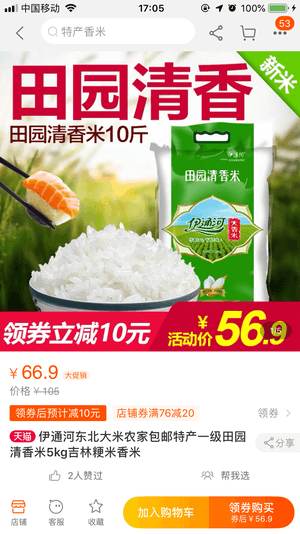 中国移动 17:05
特产香米 53
田园清香
新米
田园清香米10斤
伊通河
田园清香米
伊通河
大香米
领券立减10元
活动价 ¥56.9
¥66.9 大促销
价格 ¥105
领券后预计减10元 店铺券满76减20 领券 >
天猫 伊通河东北大米农家包邮特产一级田园清香米5kg吉林粳米香米
分享
2人赞过 帮我选
店铺 客服 收藏
加入购物车
领券购买
券后 ¥56.9